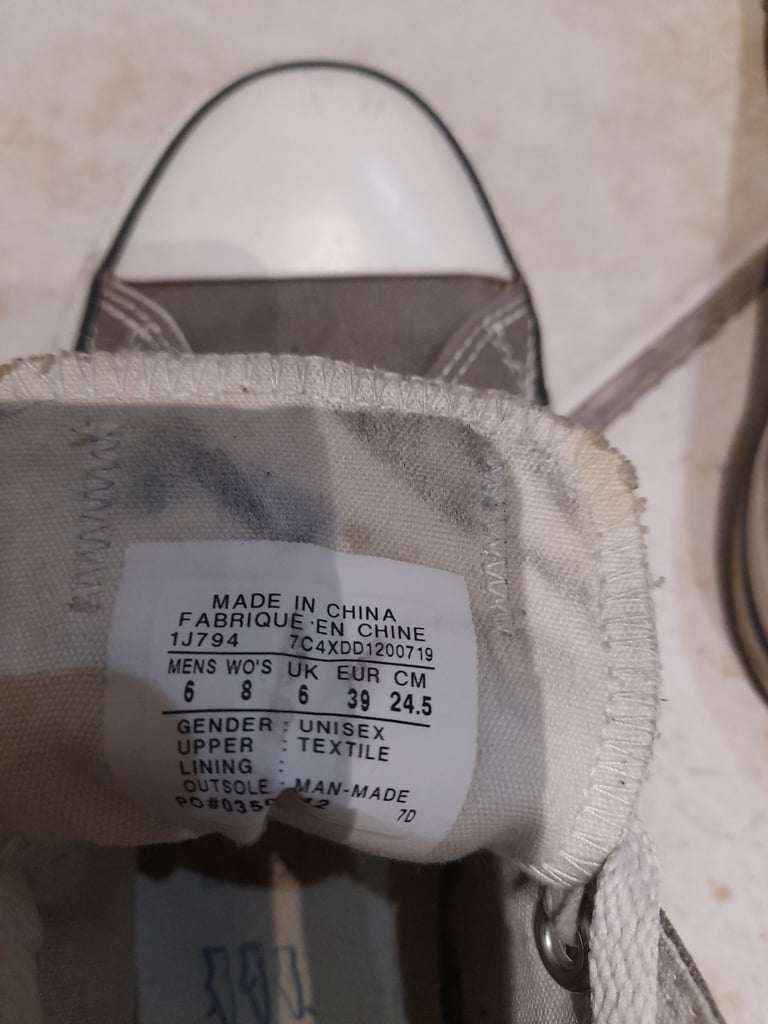 MADE IN CHINA
FABRIQUE EN CHINE
1J794 7C4XDD1200719
MENS WO'S UK EUR CM
6 8 6 39 24.5
GENDER : UNISEX
UPPER : TEXTILE
LINING :
OUTSOLE : MAN-MADE
7D